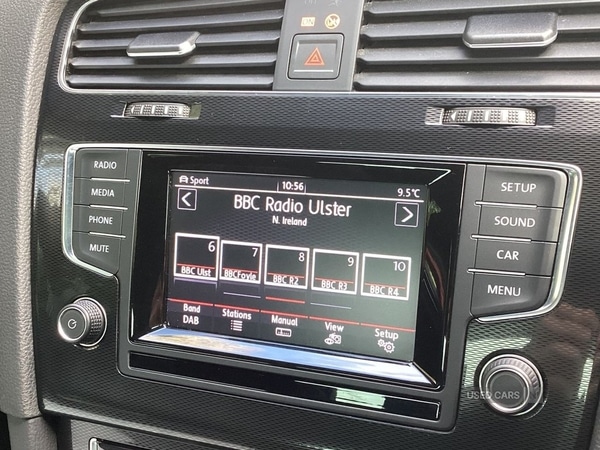 Sport 10:56 9.5°C
BBC Radio Ulster
N. Ireland
6 7 8 9 10
BBC Ulst BBCFoyle BBC R2 BBC R3 BBC R4
Band Stations Manual View Setup
DAB
RADIO
MEDIA
PHONE
MUTE
SETUP
SOUND
CAR
MENU
USED CARS NI